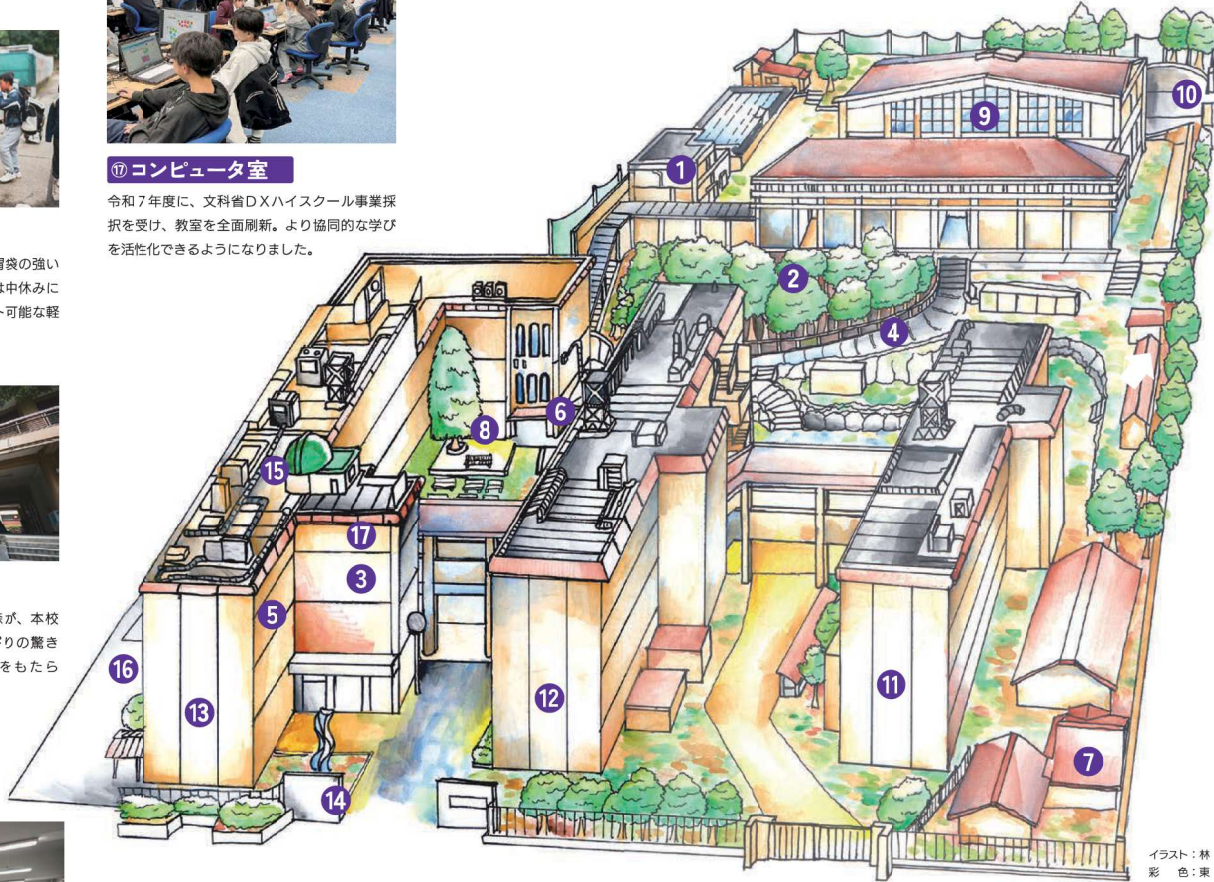 ⑰コンピュータ室
令和7年度に、文科省DXハイスクール事業採
択を受け、教室を全面刷新。より協同的な学び
を活性化できるようになりました。
胃袋の強い
は中休みに
ト可能な軽
が、本校
りの驚き
をもたら
1
2
3
4
5
6
7
8
9
10
11
12
13
14
15
16
17
イラスト：林
彩　色：東